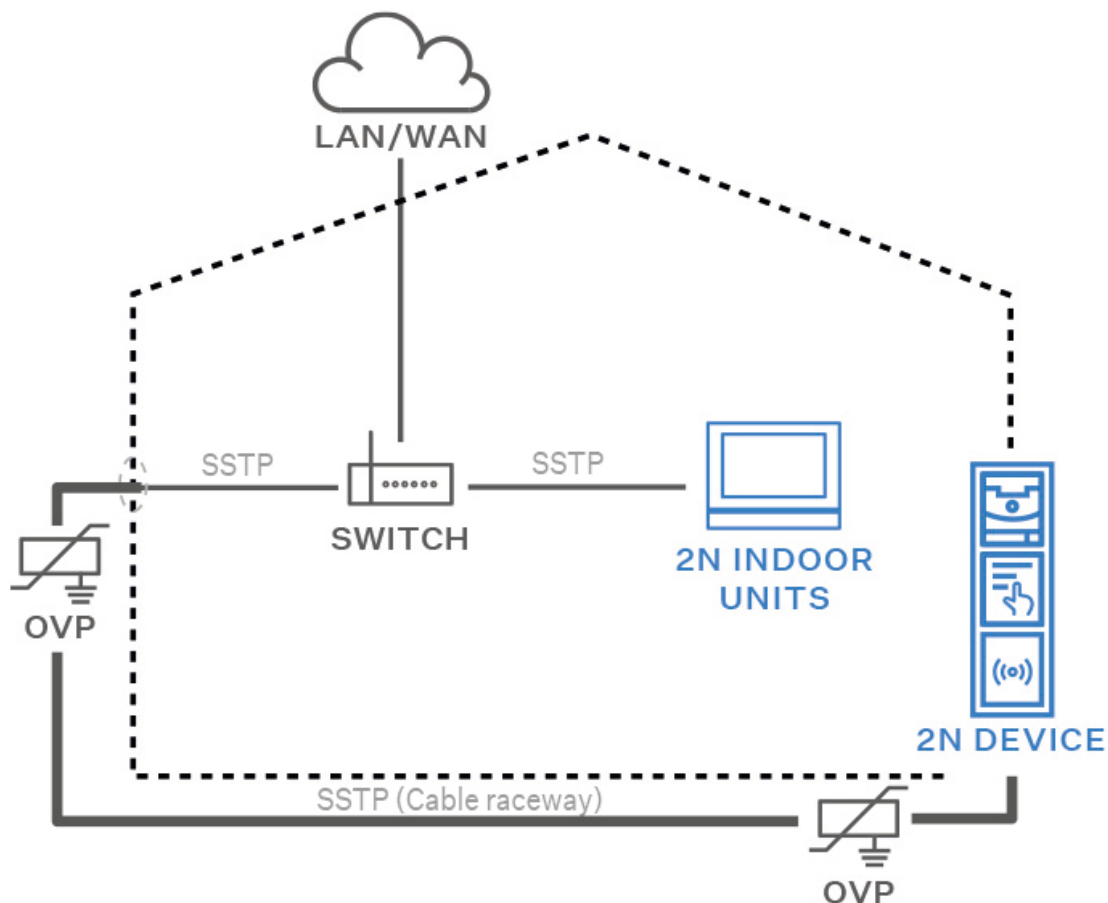 LAN/WAN
SSTP
SSTP
SWITCH
2N INDOOR
UNITS
OVP
2N DEVICE
SSTP (Cable raceway)
OVP